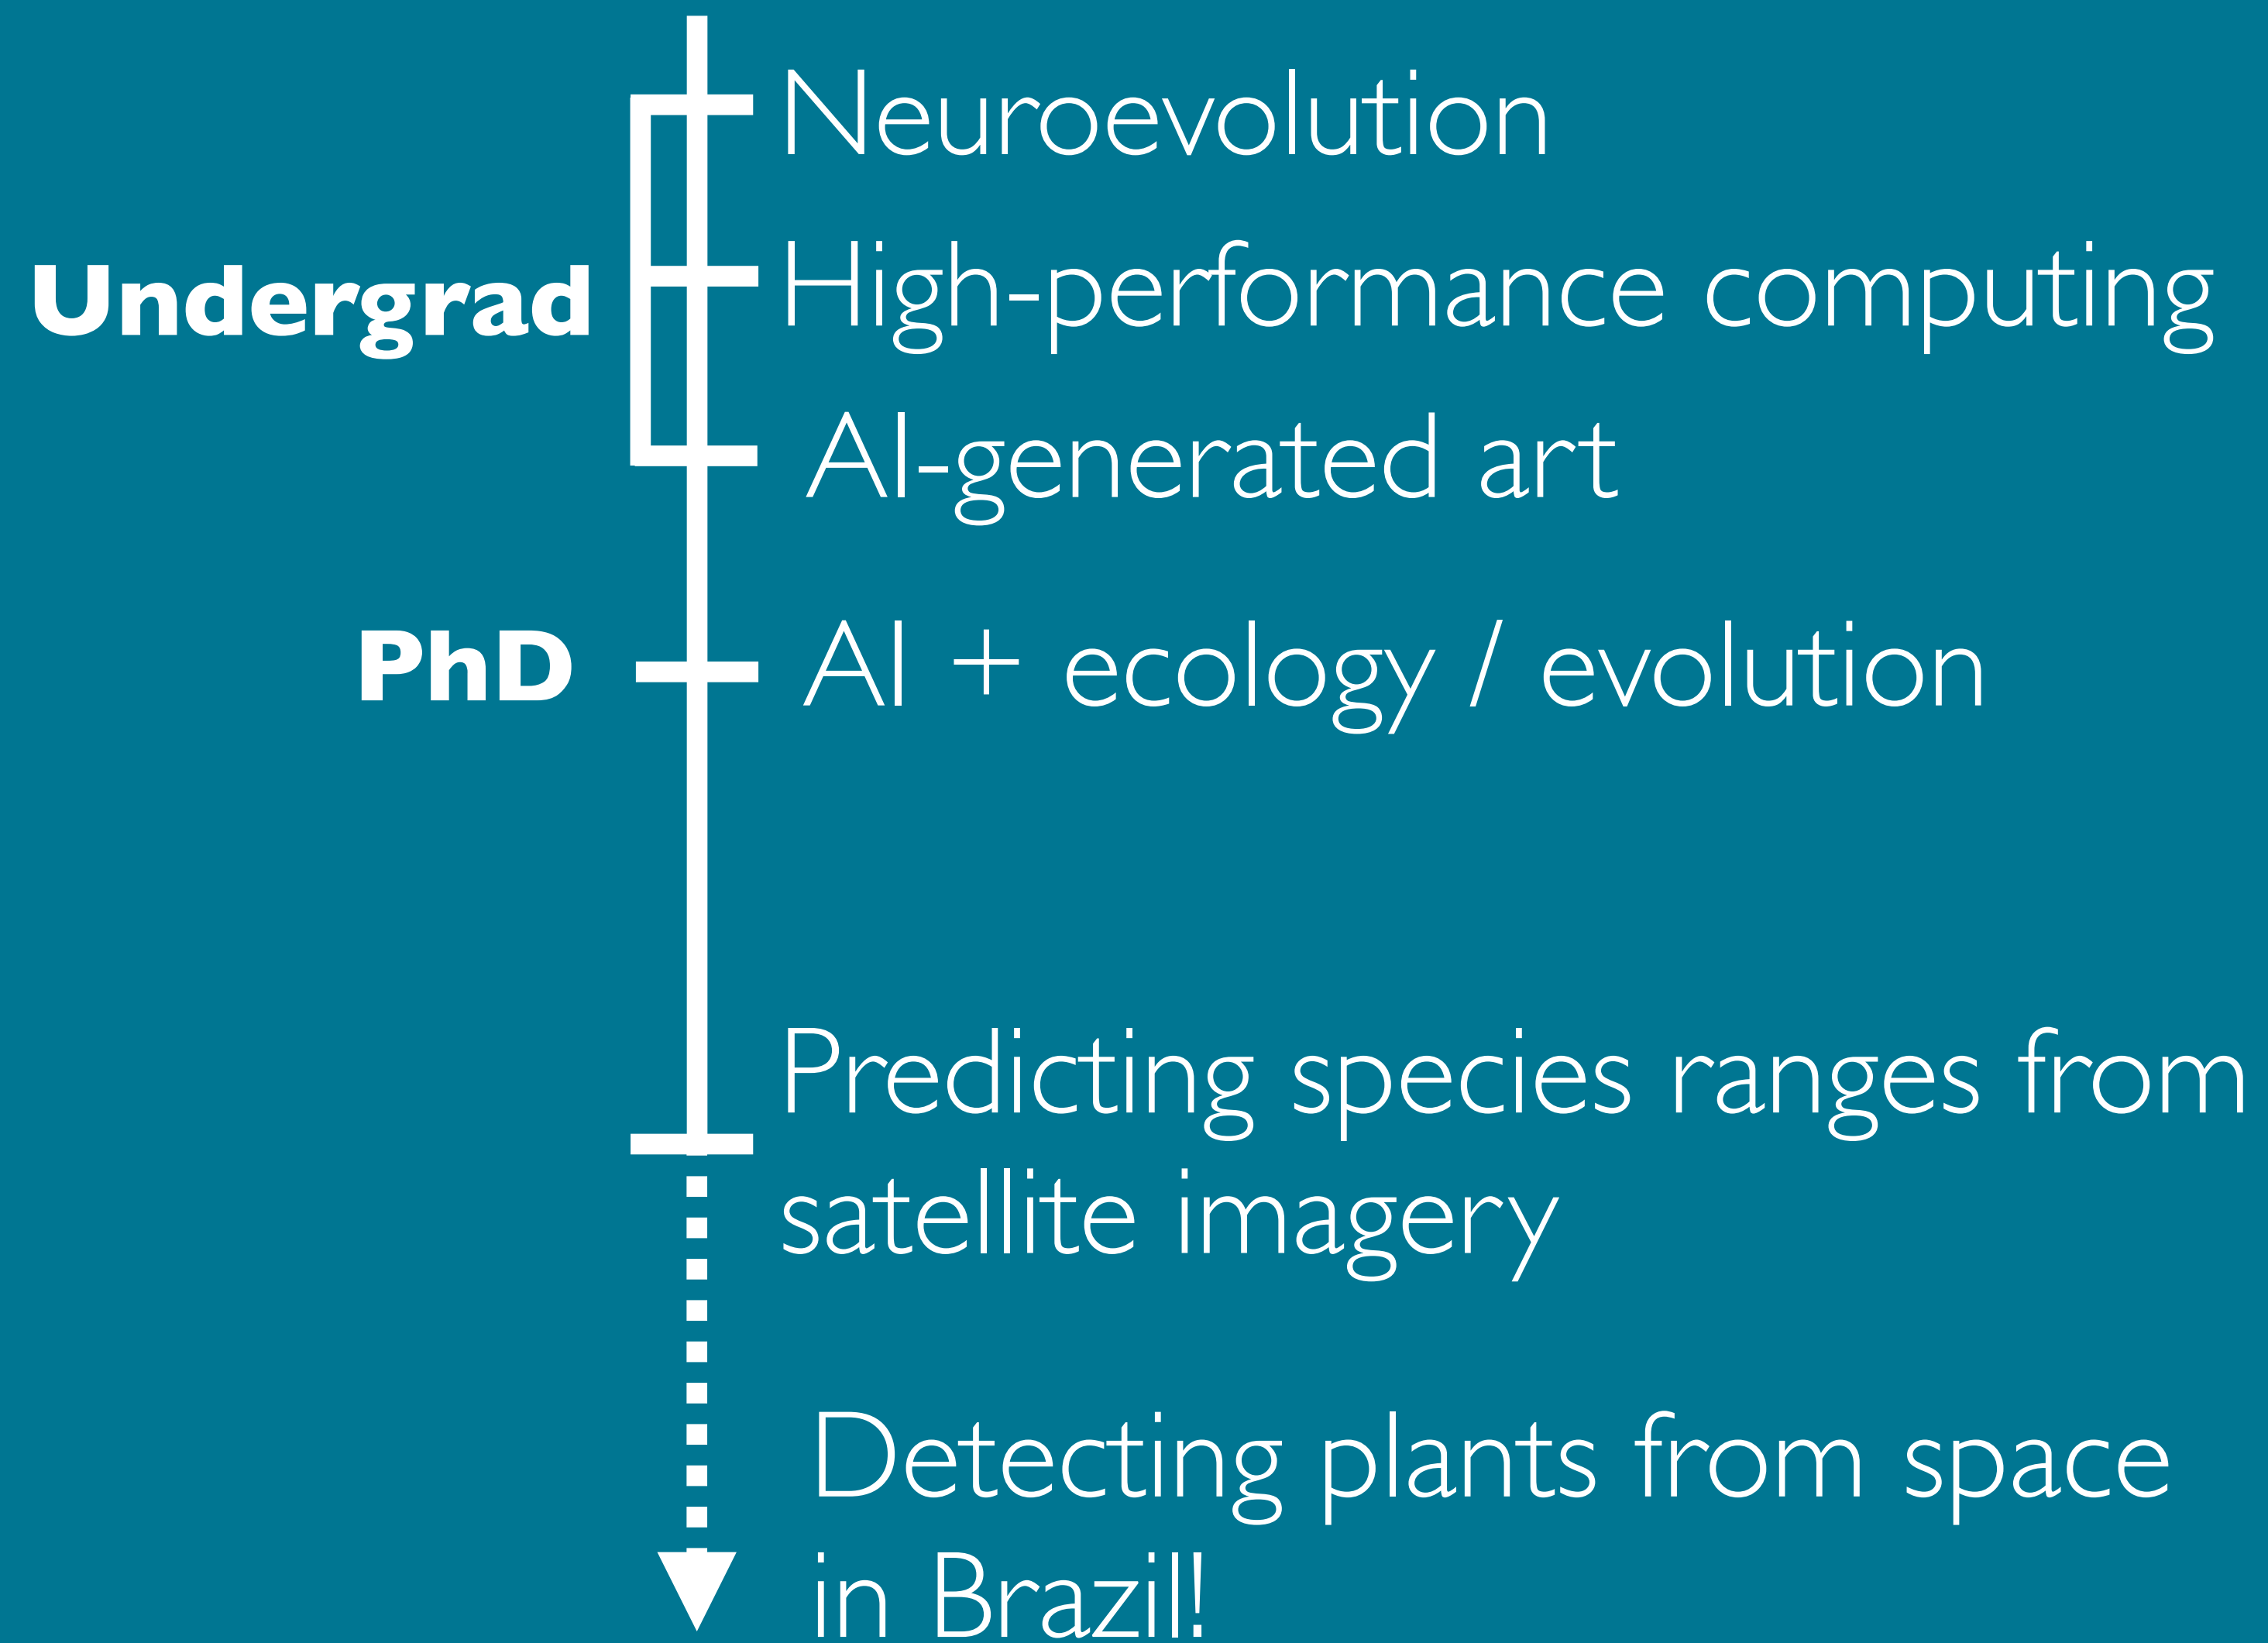 Neuroevolution
Undergrad
High-performance computing
AI-generated art
PhD
AI + ecology / evolution
Predicting species ranges from
satellite imagery
Detecting plants from space
in Brazil!